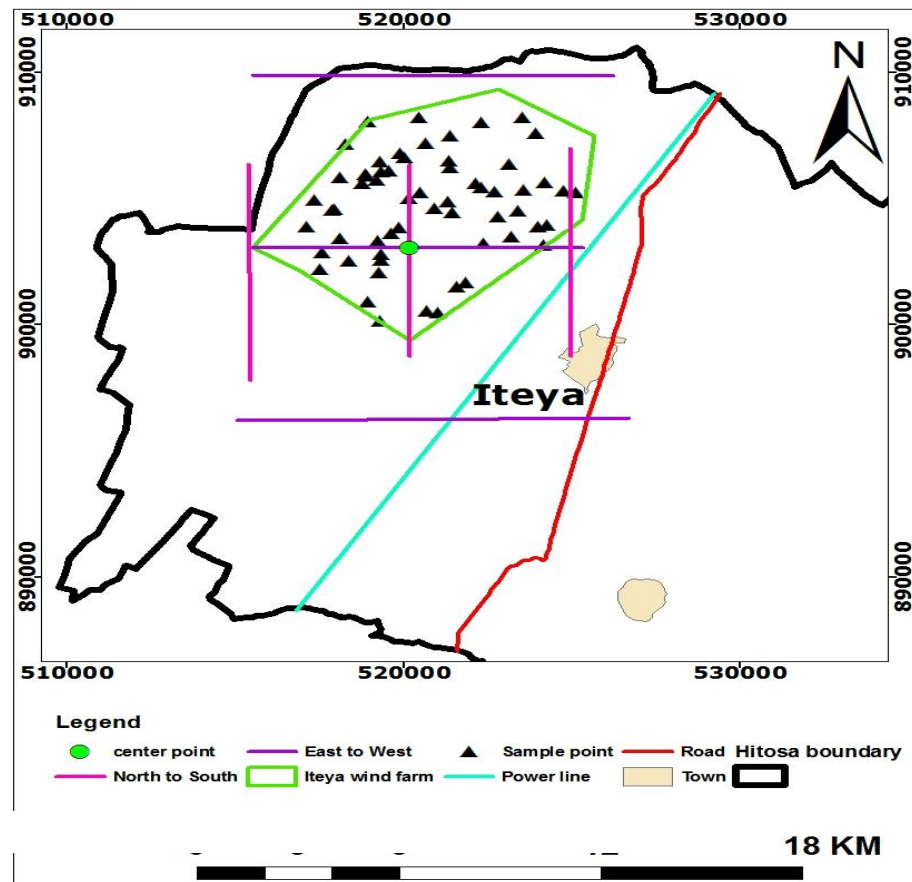 510000 520000 530000
N
910000 910000
900000 900000
Iteya
890000 890000
510000 520000 530000
Legend
center point East to West Sample point Road Hitosa boundary
North to South Iteya wind farm Power line Town
18 KM